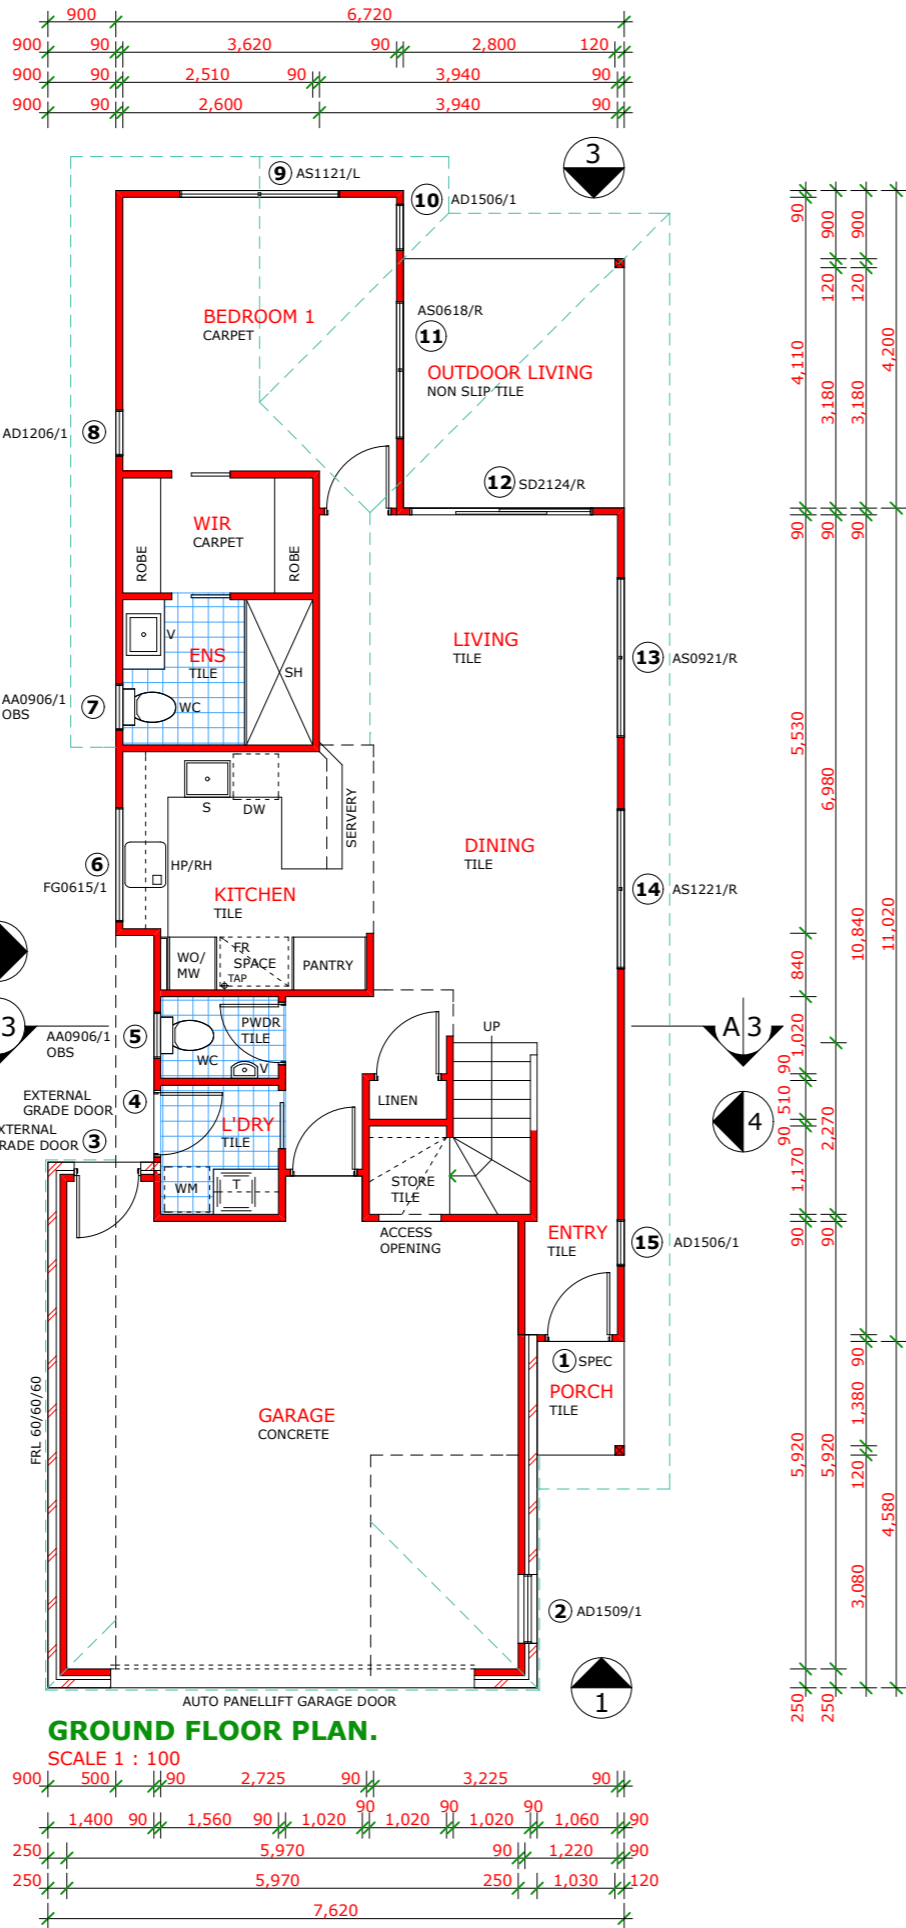 900 6,720
900 90 3,620 90 2,800 120
900 90 2,510 90 3,940 90
900 90 2,600 3,940 90
9 AS1121/L
3
10 AD1506/1
BEDROOM 1
CARPET
AS0618/R
11
OUTDOOR LIVING
NON SLIP TILE
AD1206/1 8
12 SD2124/R
WIR
CARPET
ROBE
ROBE
LIVING
TILE
13 AS0921/R
V
ENS
TILE
SH
AA0906/1
OBS
7
WC
S
DW
SERVERY
DINING
TILE
6
FG0615/1
HP/RH
KITCHEN
TILE
14 AS1221/R
WO/
MW
FR
SPACE
TAP
PANTRY
3
AA0906/1
OBS
5
PWDR
TILE
WC
V
UP
A 3
EXTERNAL
GRADE DOOR
4
XTERNAL
RADE DOOR 3
L'DRY
TILE
LINEN
4
WM
T
STORE
TILE
ACCESS
OPENING
ENTRY
TILE
15 AD1506/1
1 SPEC
PORCH
TILE
GARAGE
CONCRETE
FRL 60/60/60
2 AD1509/1
1
AUTO PANELLIFT GARAGE DOOR
90 4,110 90 5,530 840 1,020 90 510 90 1,170 90 5,920 250
900 120 3,180 90 6,980 2,270 90 5,920 250
900 120 3,180 90 10,840 90 1,380 120 3,080
4,200 11,020 4,580
GROUND FLOOR PLAN.
SCALE 1 : 100
900 500 90 2,725 90 3,225 90
1,400 90 1,560 90 1,020 90 1,020 90 1,020 90 1,060 90
250 5,970 90 1,220 90
250 5,970 250 1,030 120
7,620